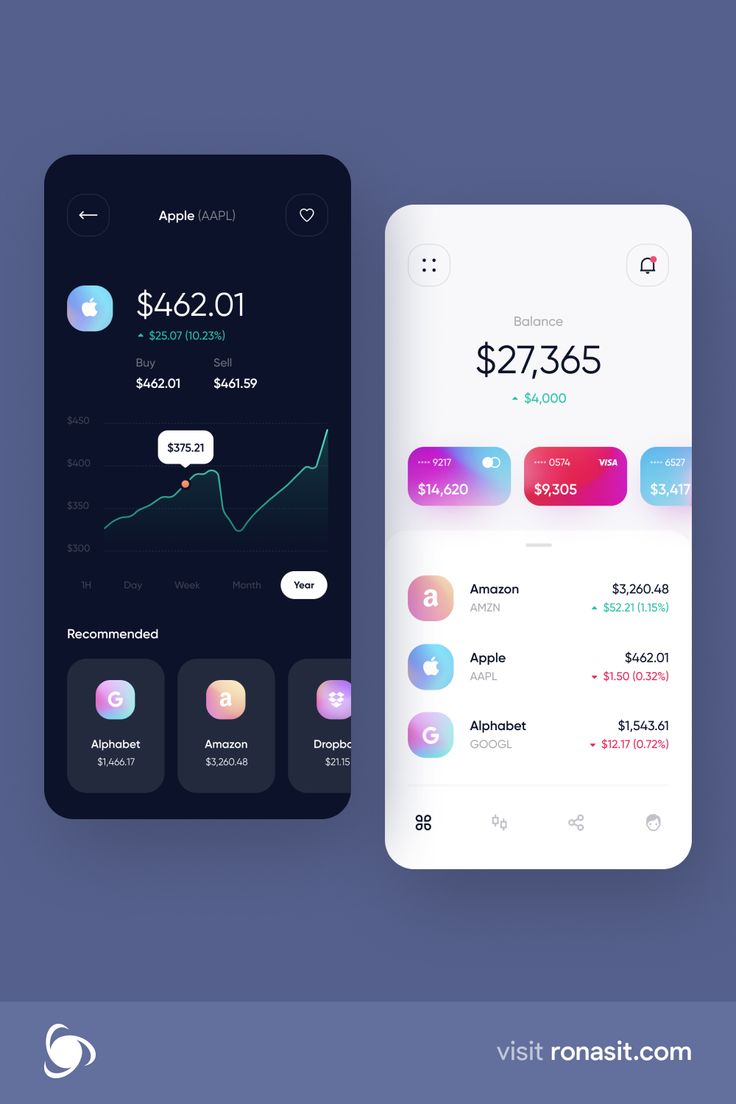 Apple (AAPL)
$462.01
$25.07 (10.23%)
Buy Sell
$462.01 $461.59
$450
$375.21
$400
$350
$300
1H Day Week Month Year
Recommended
G a
Alphabet Amazon Dropbo
$1,466.17 $3,260.48 $21.15
Balance
$27,365
$4,000
•••• 9217 •••• 0574 VISA •••• 6527
$14,620 $9,305 $3,417
a Amazon $3,260.48
AMZN $52.21 (1.15%)
Apple $462.01
AAPL $1.50 (0.32%)
G Alphabet $1,543.61
GOOGL $12.17 (0.72%)
visit ronasit.com